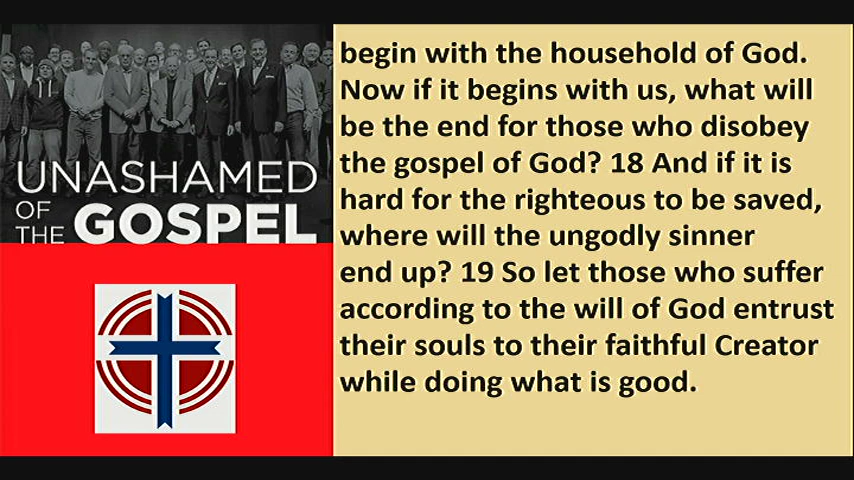 UNASHAMED
OF
THE GOSPEL
begin with the household of God.
Now if it begins with us, what will
be the end for those who disobey
the gospel of God? 18 And if it is
hard for the righteous to be saved,
where will the ungodly sinner
end up? 19 So let those who suffer
according to the will of God entrust
their souls to their faithful Creator
while doing what is good.